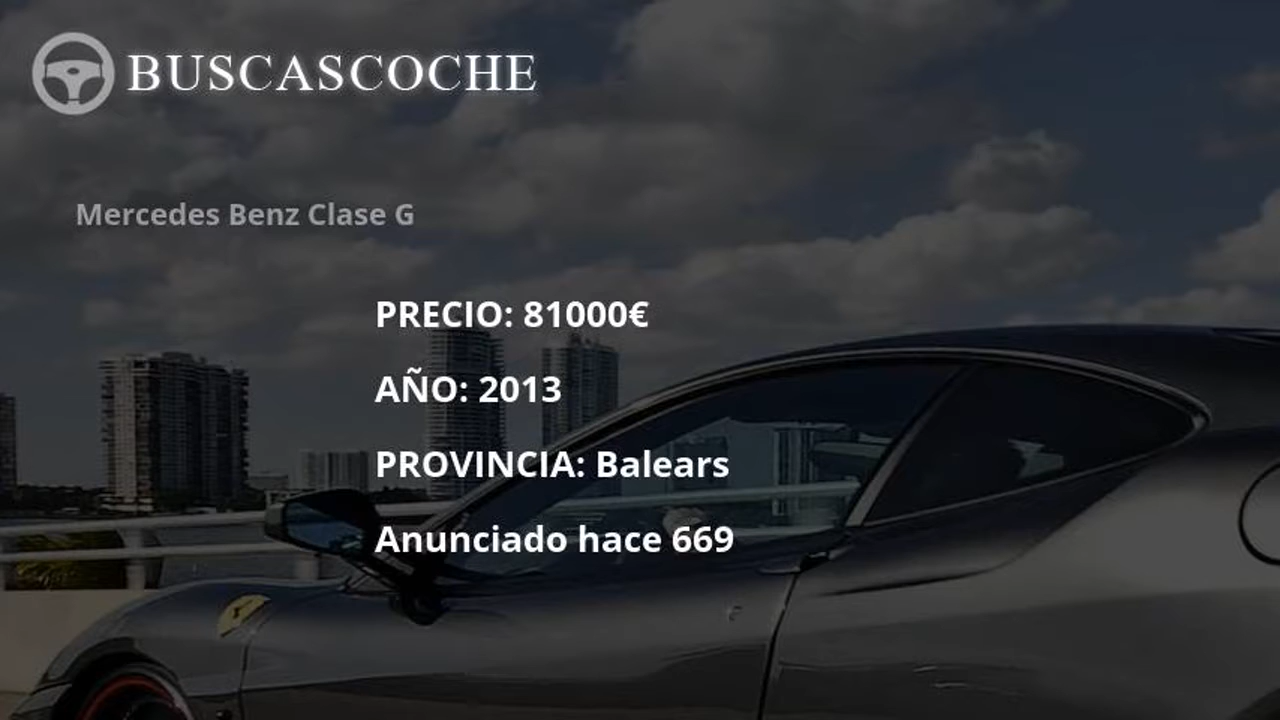 BUSCASCOCHE
Mercedes Benz Clase G
PRECIO: 81000€
AÑO: 2013
PROVINCIA: Balears
Anunciado hace 669